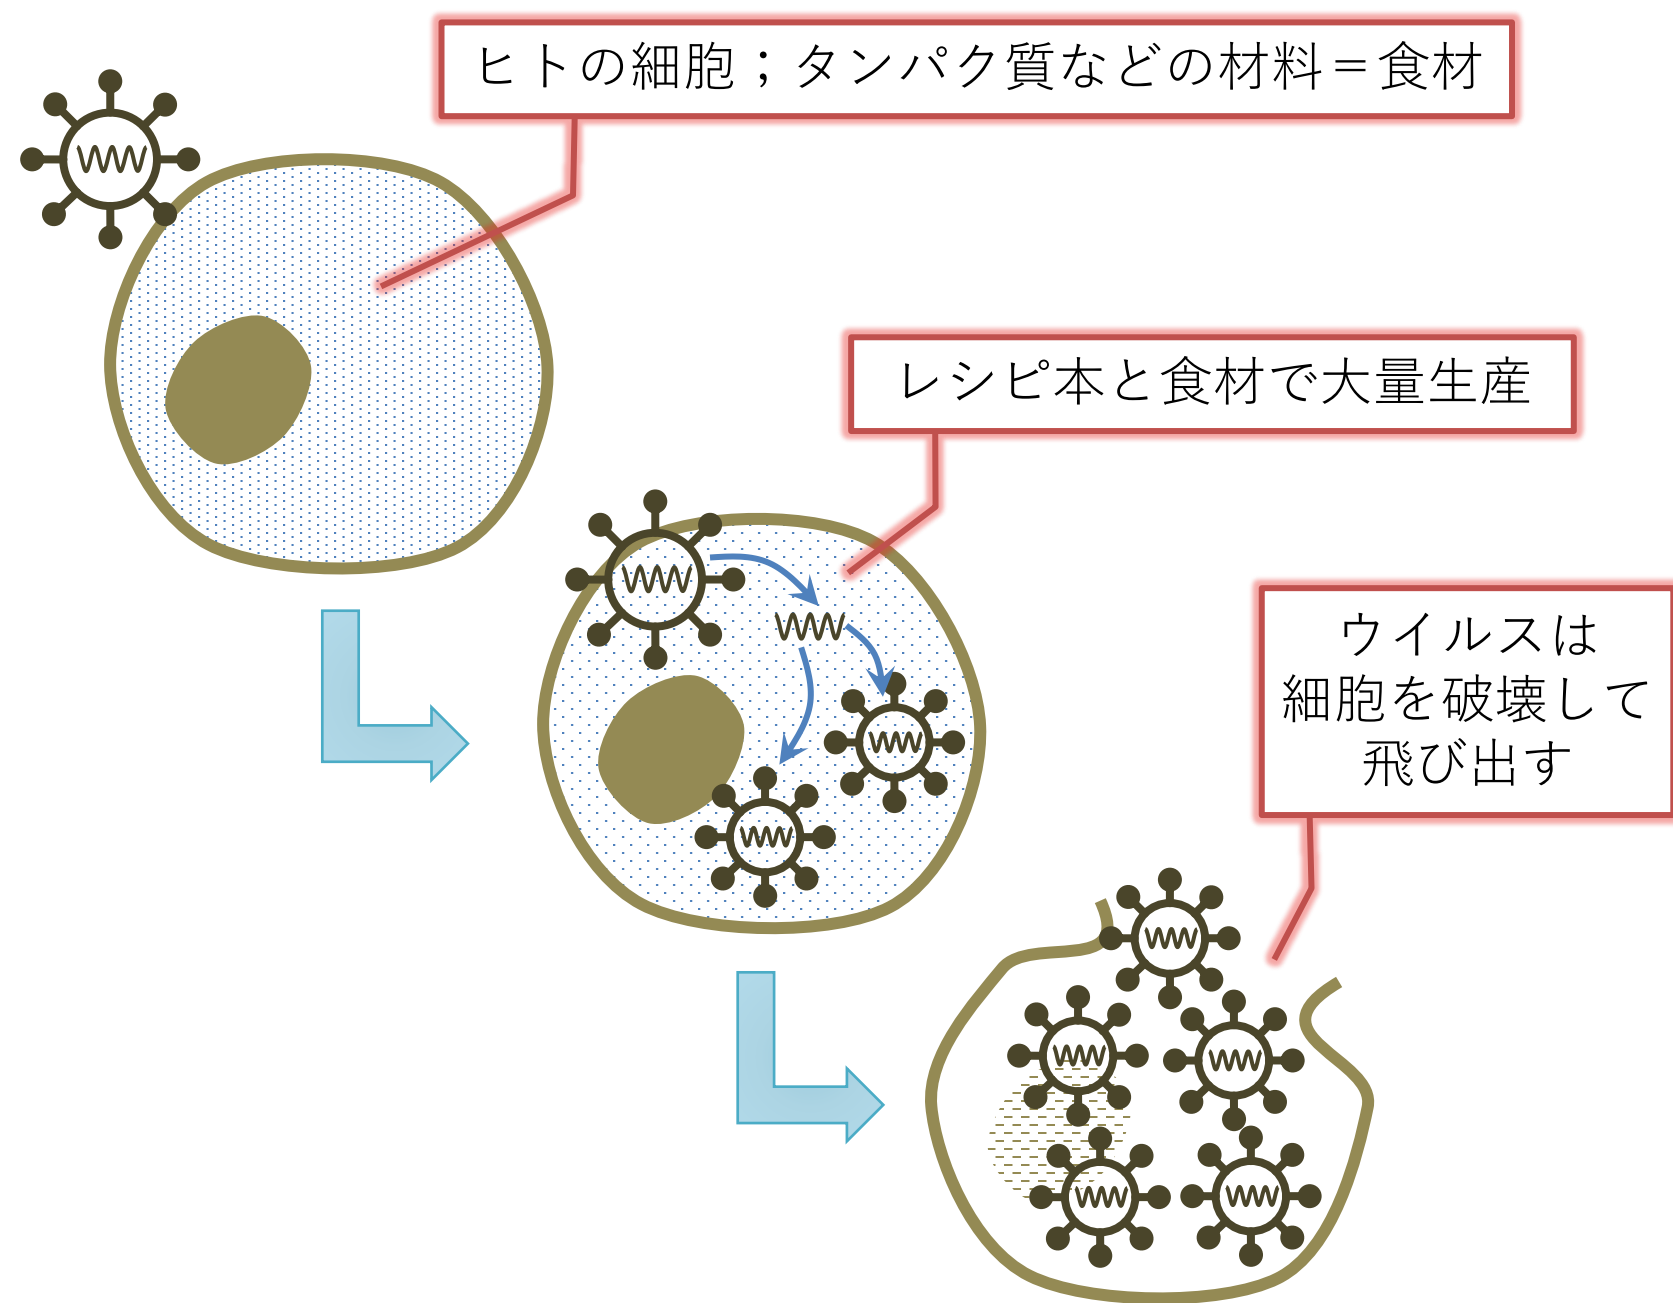 ヒトの細胞；タンパク質などの材料＝食材
レシピ本と食材で大量生産
ウイルスは
細胞を破壊して
飛び出す